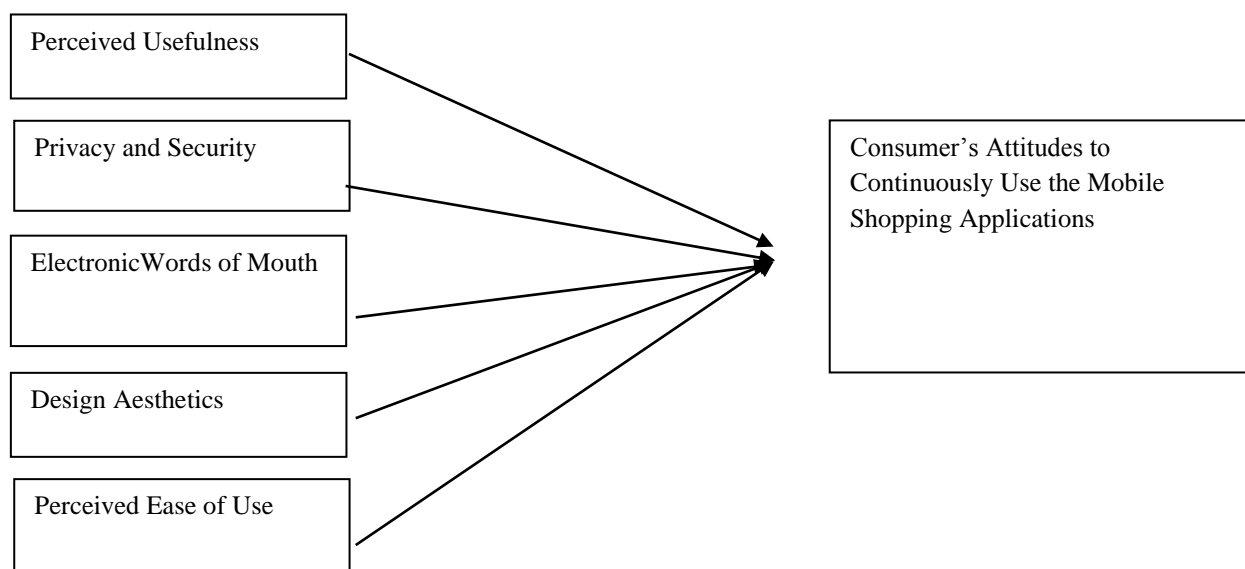 Perceived Usefulness
Privacy and Security
ElectronicWords of Mouth
Design Aesthetics
Perceived Ease of Use
Consumer’s Attitudes to
Continuously Use the Mobile
Shopping Applications